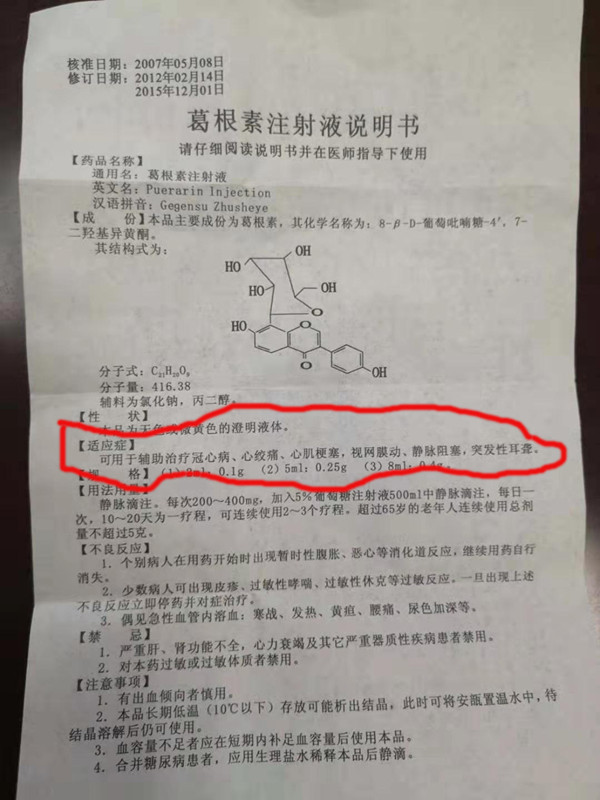 核准日期：2007年05月08日
修订日期：2012年02月14日
2015年12月01日
葛根素注射液说明书
请仔细阅读说明书并在医师指导下使用
【药品名称】
通用名：葛根素注射液
英文名：Puerarin Injection
汉语拼音：Gegensu Zhusheye
【成　份】本品主要成份为葛根素，其化学名称为：8-β-D-葡萄吡喃糖-4′，7-
二羟基异黄酮。
其结构式为：
OH
HO
HO OH
O
HO O
O
OH
分子式：C₂₁H₂₀O₉
分子量：416.38
辅料为氯化钠，丙二醇。
【性　状】
本品为无色或微黄色的澄明液体。
【适应症】
可用于辅助治疗冠心病、心绞痛、心肌梗塞，视网膜动、静脉阻塞，突发性耳聋。
【规　格】（1）2ml：0.1g （2）5ml：0.25g （3）8ml：0.4g。
【用法用量】
静脉滴注。每次200～400mg，加入5%葡萄糖注射液500ml中静脉滴注，每日一
次，10～20天为一疗程，可连续使用2～3个疗程。超过65岁的老年人连续使用总剂
量不超过5克。
【不良反应】
1．个别病人在用药开始时出现暂时性腹胀、恶心等消化道反应，继续用药自行
消失。
2．少数病人可出现皮疹、过敏性哮喘、过敏性休克等过敏反应。一旦出现上述
不良反应立即停药并对症治疗。
3．偶见急性血管内溶血：寒战、发热、黄疸、腰痛、尿色加深等。
【禁　忌】
1．严重肝、肾功能不全，心力衰竭及其它严重器质性疾病患者禁用。
2．对本药过敏或过敏体质者禁用。
【注意事项】
1．有出血倾向者慎用。
2．本品长期低温（10℃以下）存放可能析出结晶，此时可将安瓿置温水中，待
结晶溶解后仍可使用。
3．血容量不足者应在短期内补足血容量后使用本品。
4．合并糖尿病患者，应用生理盐水稀释本品后静滴。